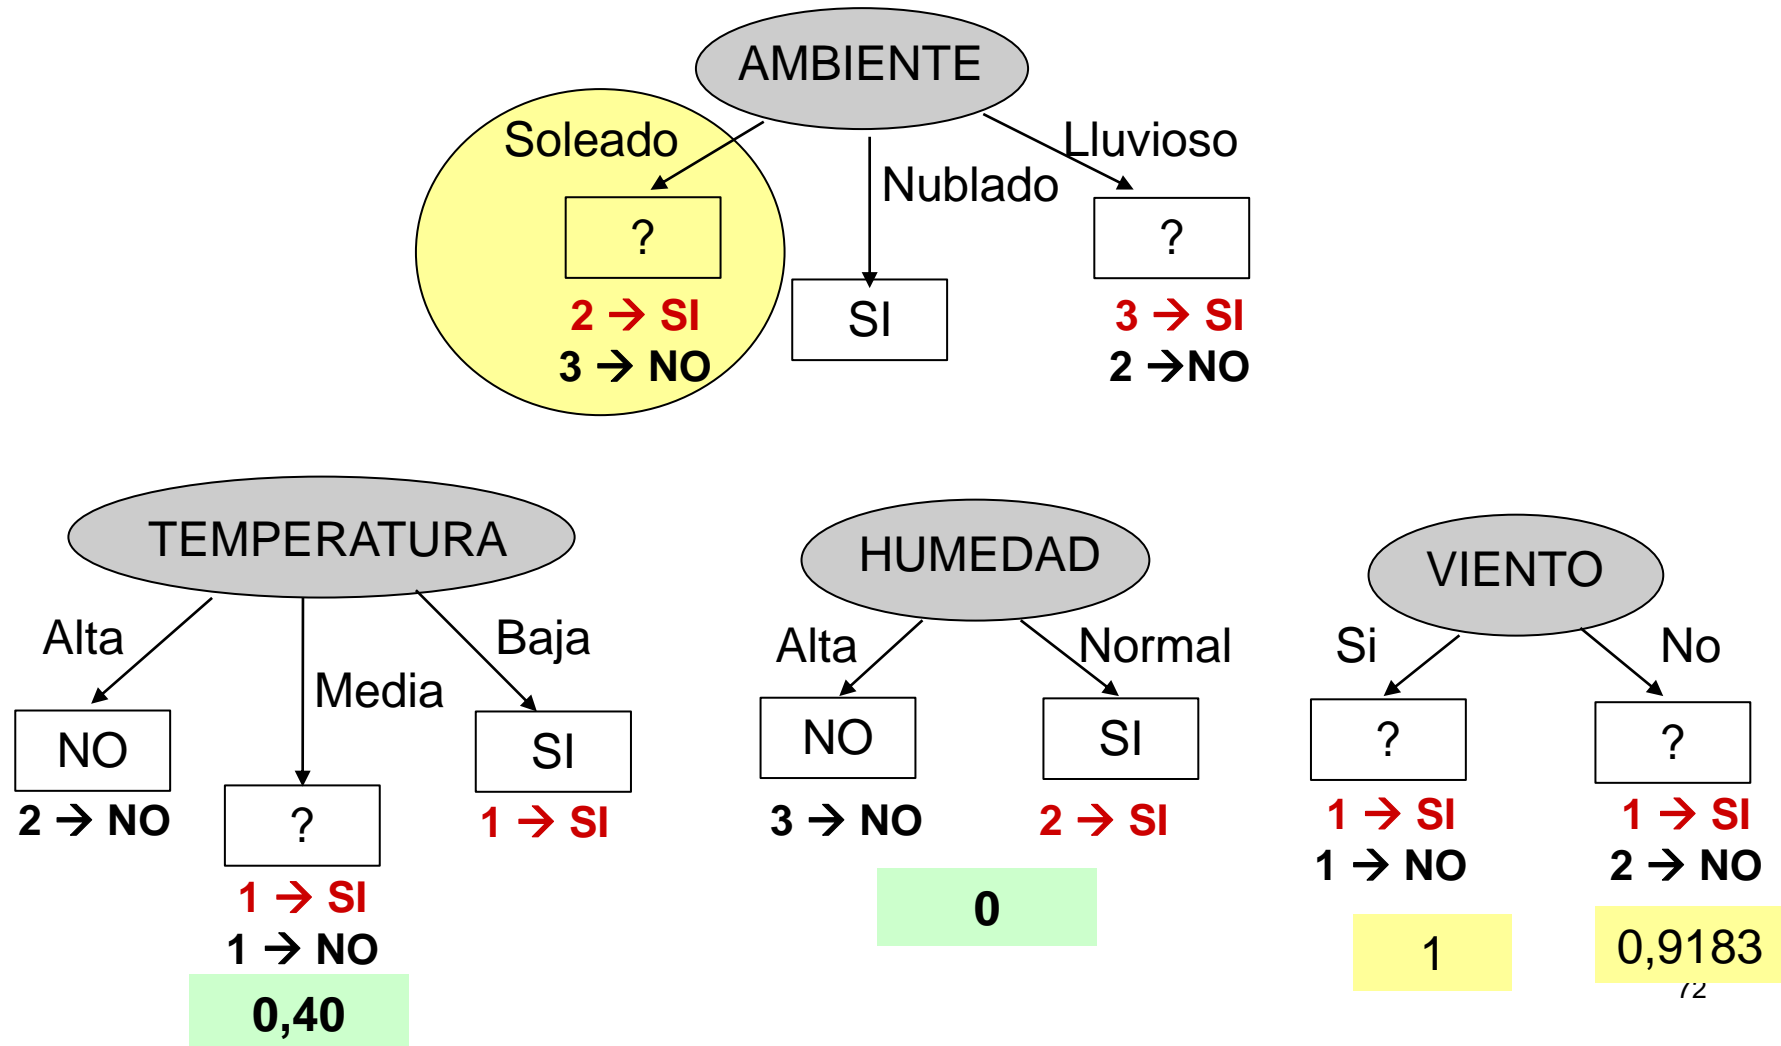 AMBIENTE
Soleado
Nublado
Lluvioso
?
2 → SI
3 → NO
SI
?
3 → SI
2 →NO
TEMPERATURA
Alta
Media
Baja
NO
2 → NO
?
1 → SI
1 → NO
0,40
SI
1 → SI
HUMEDAD
Alta
Normal
NO
3 → NO
SI
2 → SI
0
VIENTO
Si
No
?
1 → SI
1 → NO
1
?
1 → SI
2 → NO
0,9183
72